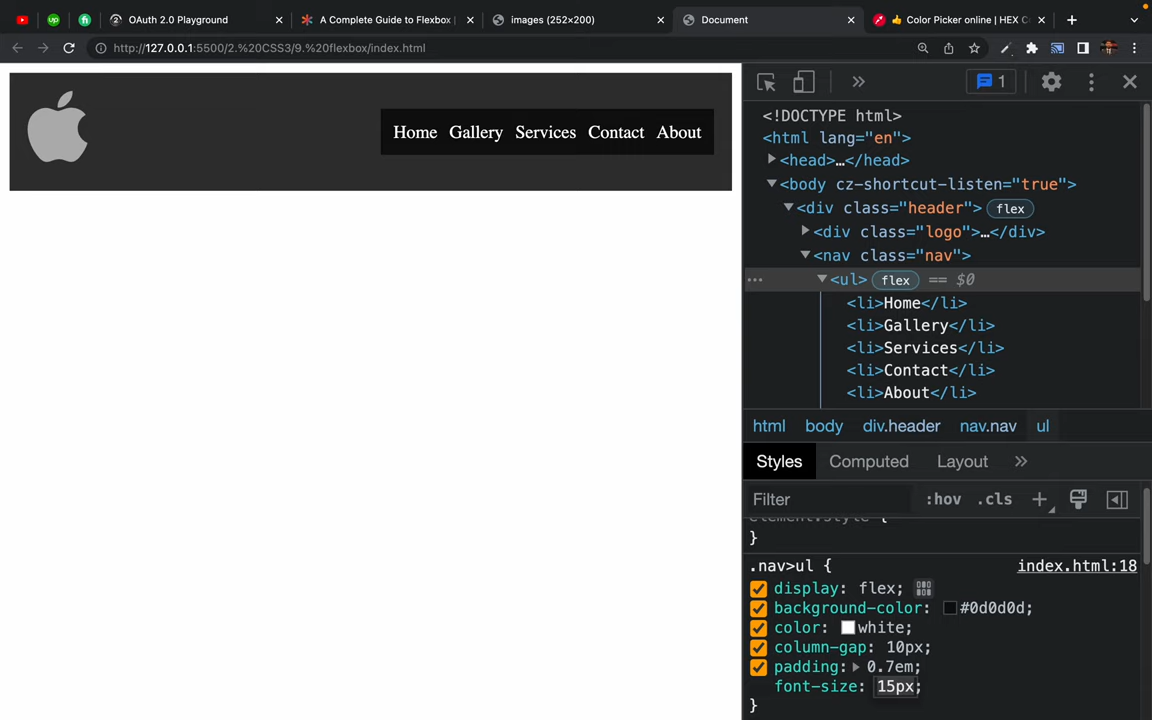 up fi OAuth 2.0 Playground × A Complete Guide to Flexbox × images (252×200) × Document × 👍 Color Picker online | HEX C ×
http://127.0.0.1:5500/2.%20CSS3/9.%20flexbox/index.html
Home Gallery Services Contact About
1
<!DOCTYPE html>
<html lang="en">
<head>…</head>
<body cz-shortcut-listen="true">
<div class="header"> flex
<div class="logo">…</div>
<nav class="nav">
<ul> flex == $0
<li>Home</li>
<li>Gallery</li>
<li>Services</li>
<li>Contact</li>
<li>About</li>
html body div.header nav.nav ul
Styles Computed Layout
Filter :hov .cls
element.style {
}
.nav>ul { index.html:18
display: flex;
background-color: #0d0d0d;
color: white;
column-gap: 10px;
padding: 0.7em;
font-size: 15px;
}